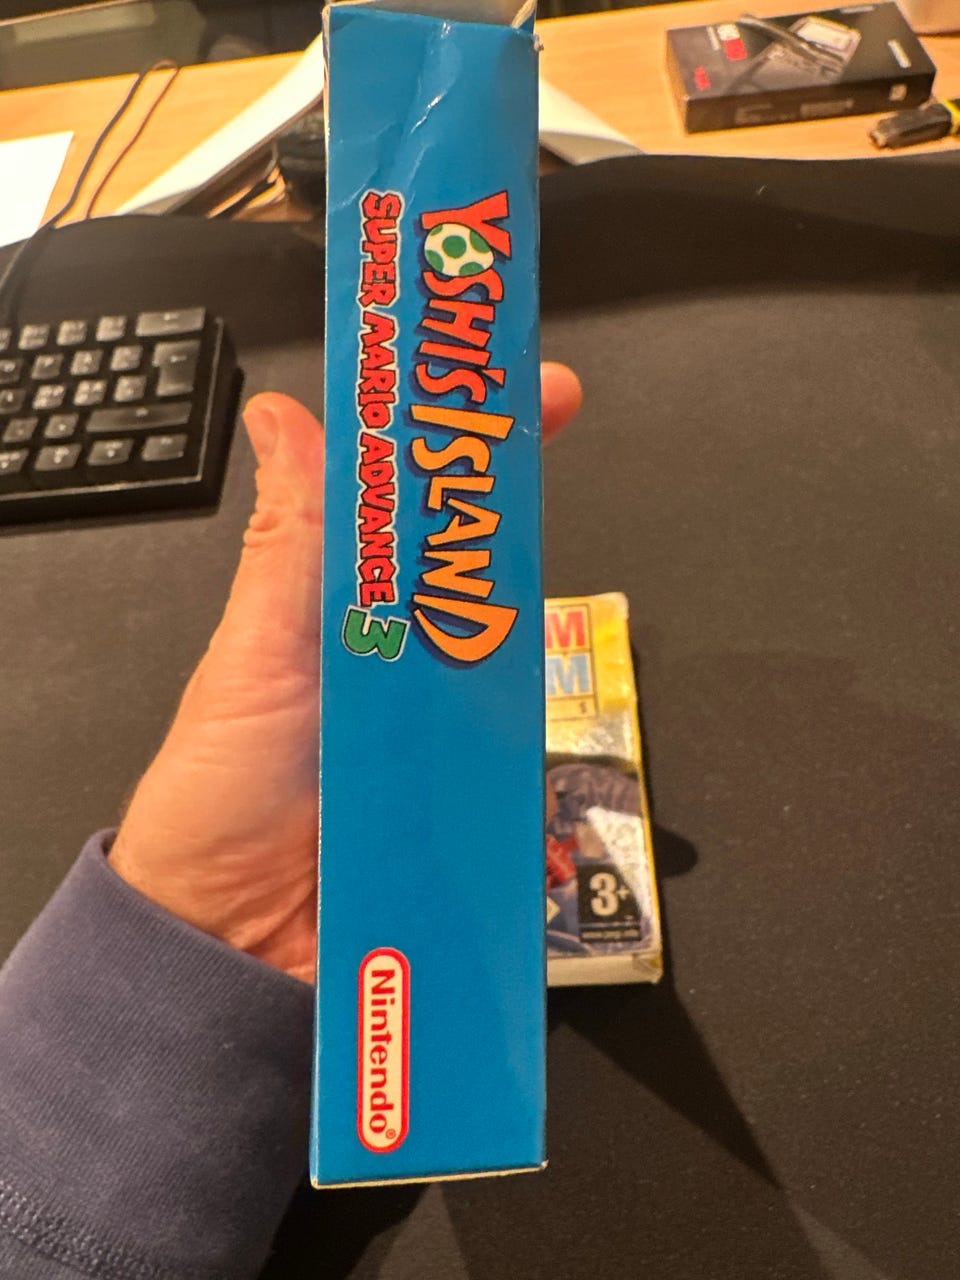 YOSHI'S ISLAND
SUPER MARIO ADVANCE 3
Nintendo®
M
M
3+